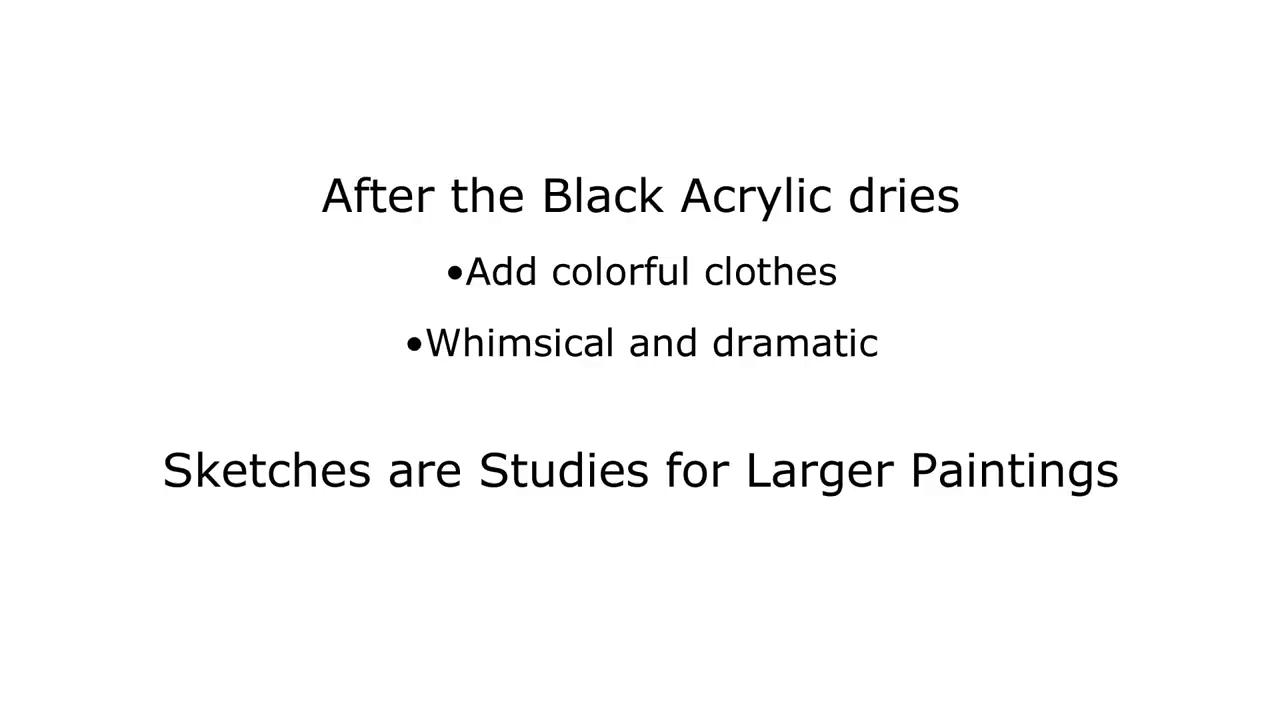 After the Black Acrylic dries
•Add colorful clothes
•Whimsical and dramatic
Sketches are Studies for Larger Paintings